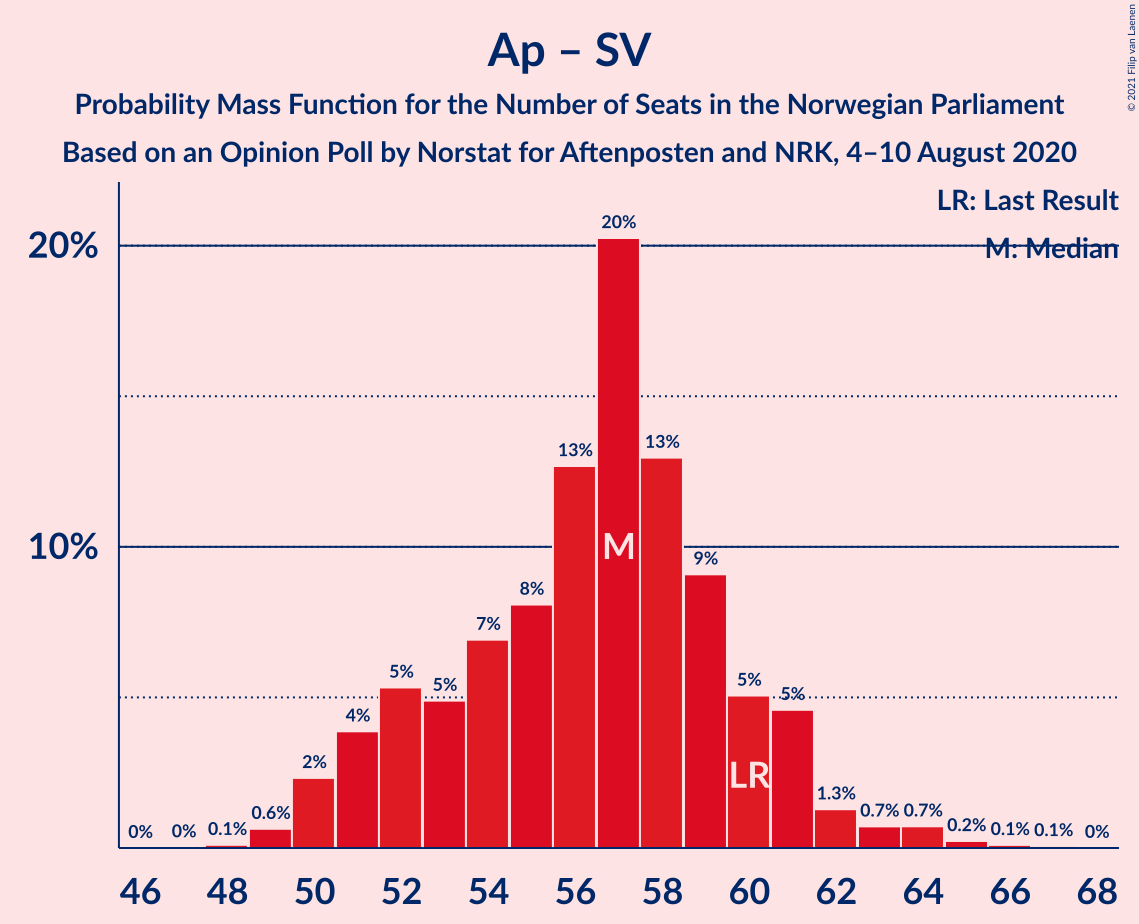 Ap – SV
Probability Mass Function for the Number of Seats in the Norwegian Parliament
Based on an Opinion Poll by Norstat for Aftenposten and NRK, 4–10 August 2020
© 2021 Filip van Laenen
LR: Last Result
M: Median
20%
10%
0%
0%
0.1%
0.6%
2%
4%
5%
5%
7%
8%
13%
20%
13%
9%
5%
5%
1.3%
0.7%
0.7%
0.2%
0.1%
0.1%
0%
M
LR
46 48 50 52 54 56 58 60 62 64 66 68